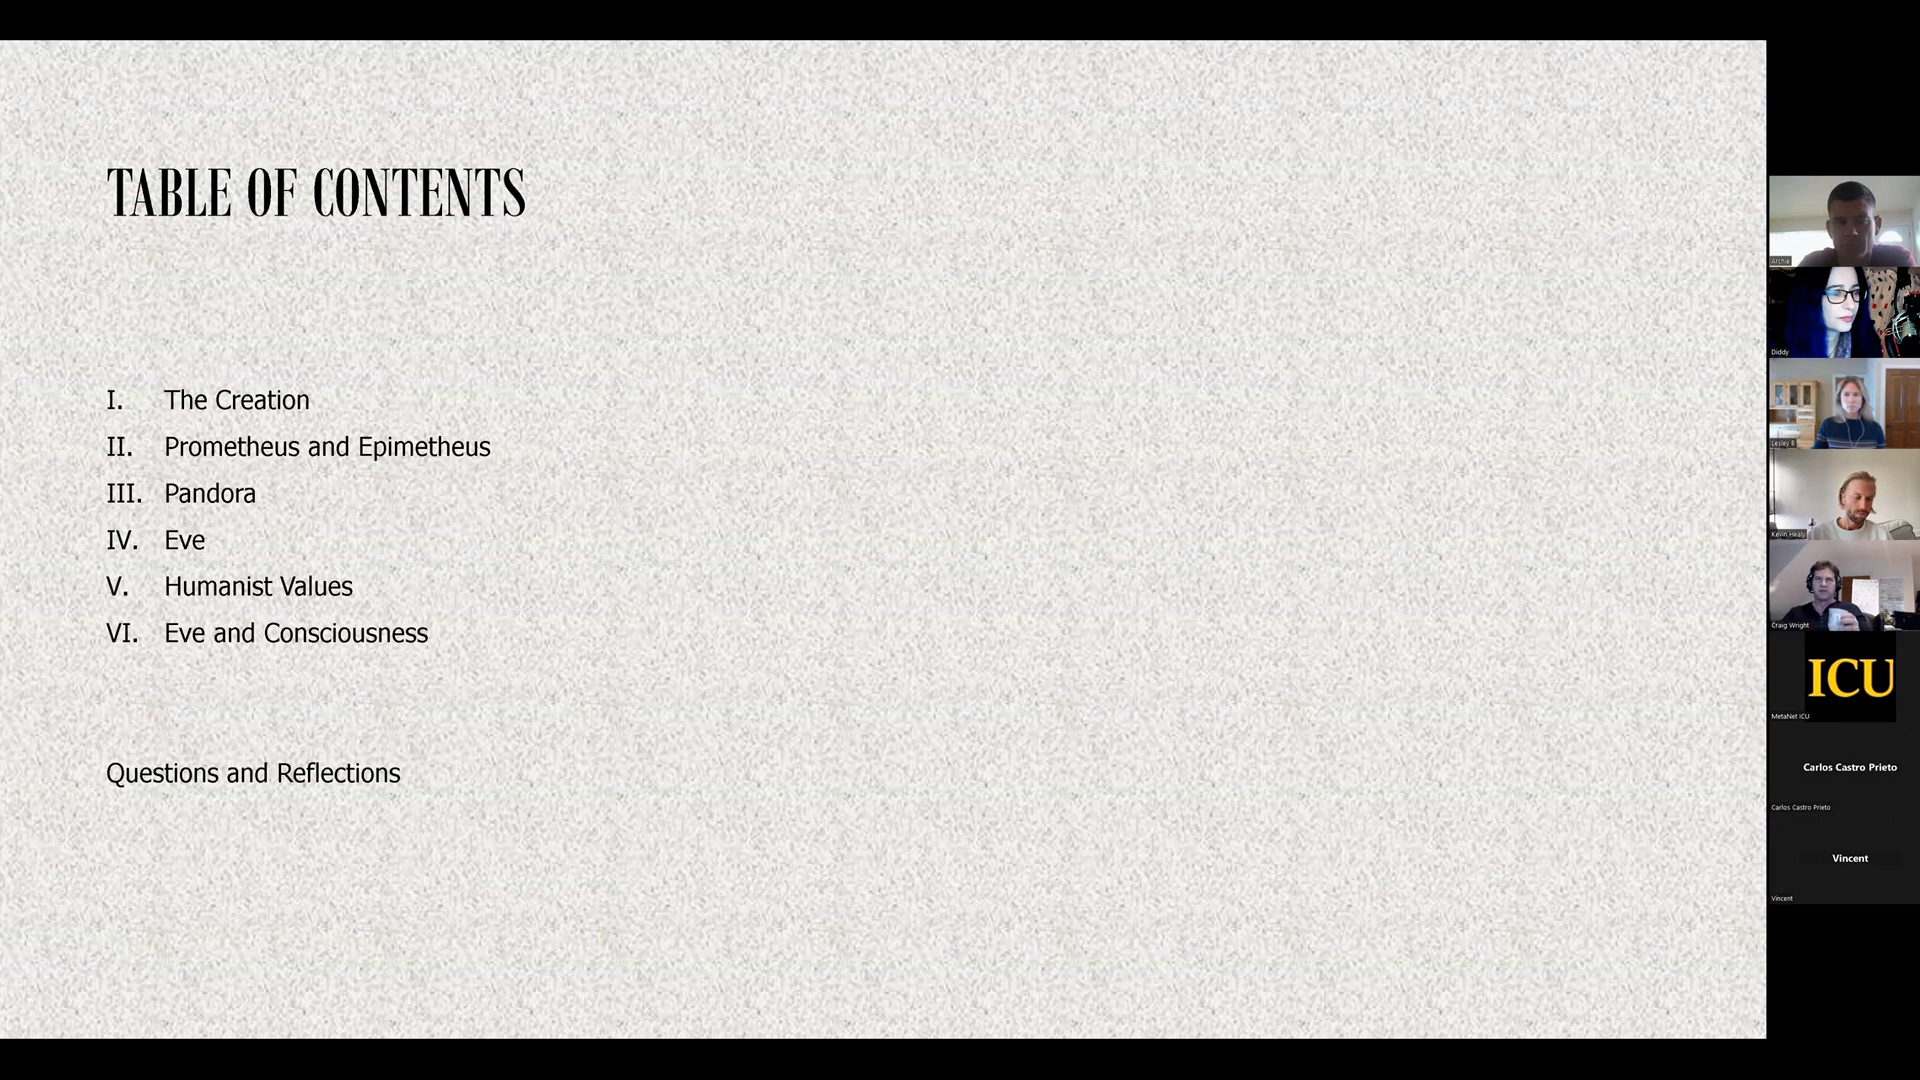 TABLE OF CONTENTS
I. The Creation
II. Prometheus and Epimetheus
III. Pandora
IV. Eve
V. Humanist Values
VI. Eve and Consciousness
Questions and Reflections
Archie
Diddy
Lesley B
Kevin Healy
Craig Wright
ICU
MetaNet ICU
Carlos Castro Prieto
Carlos Castro Prieto
Vincent
Vincent